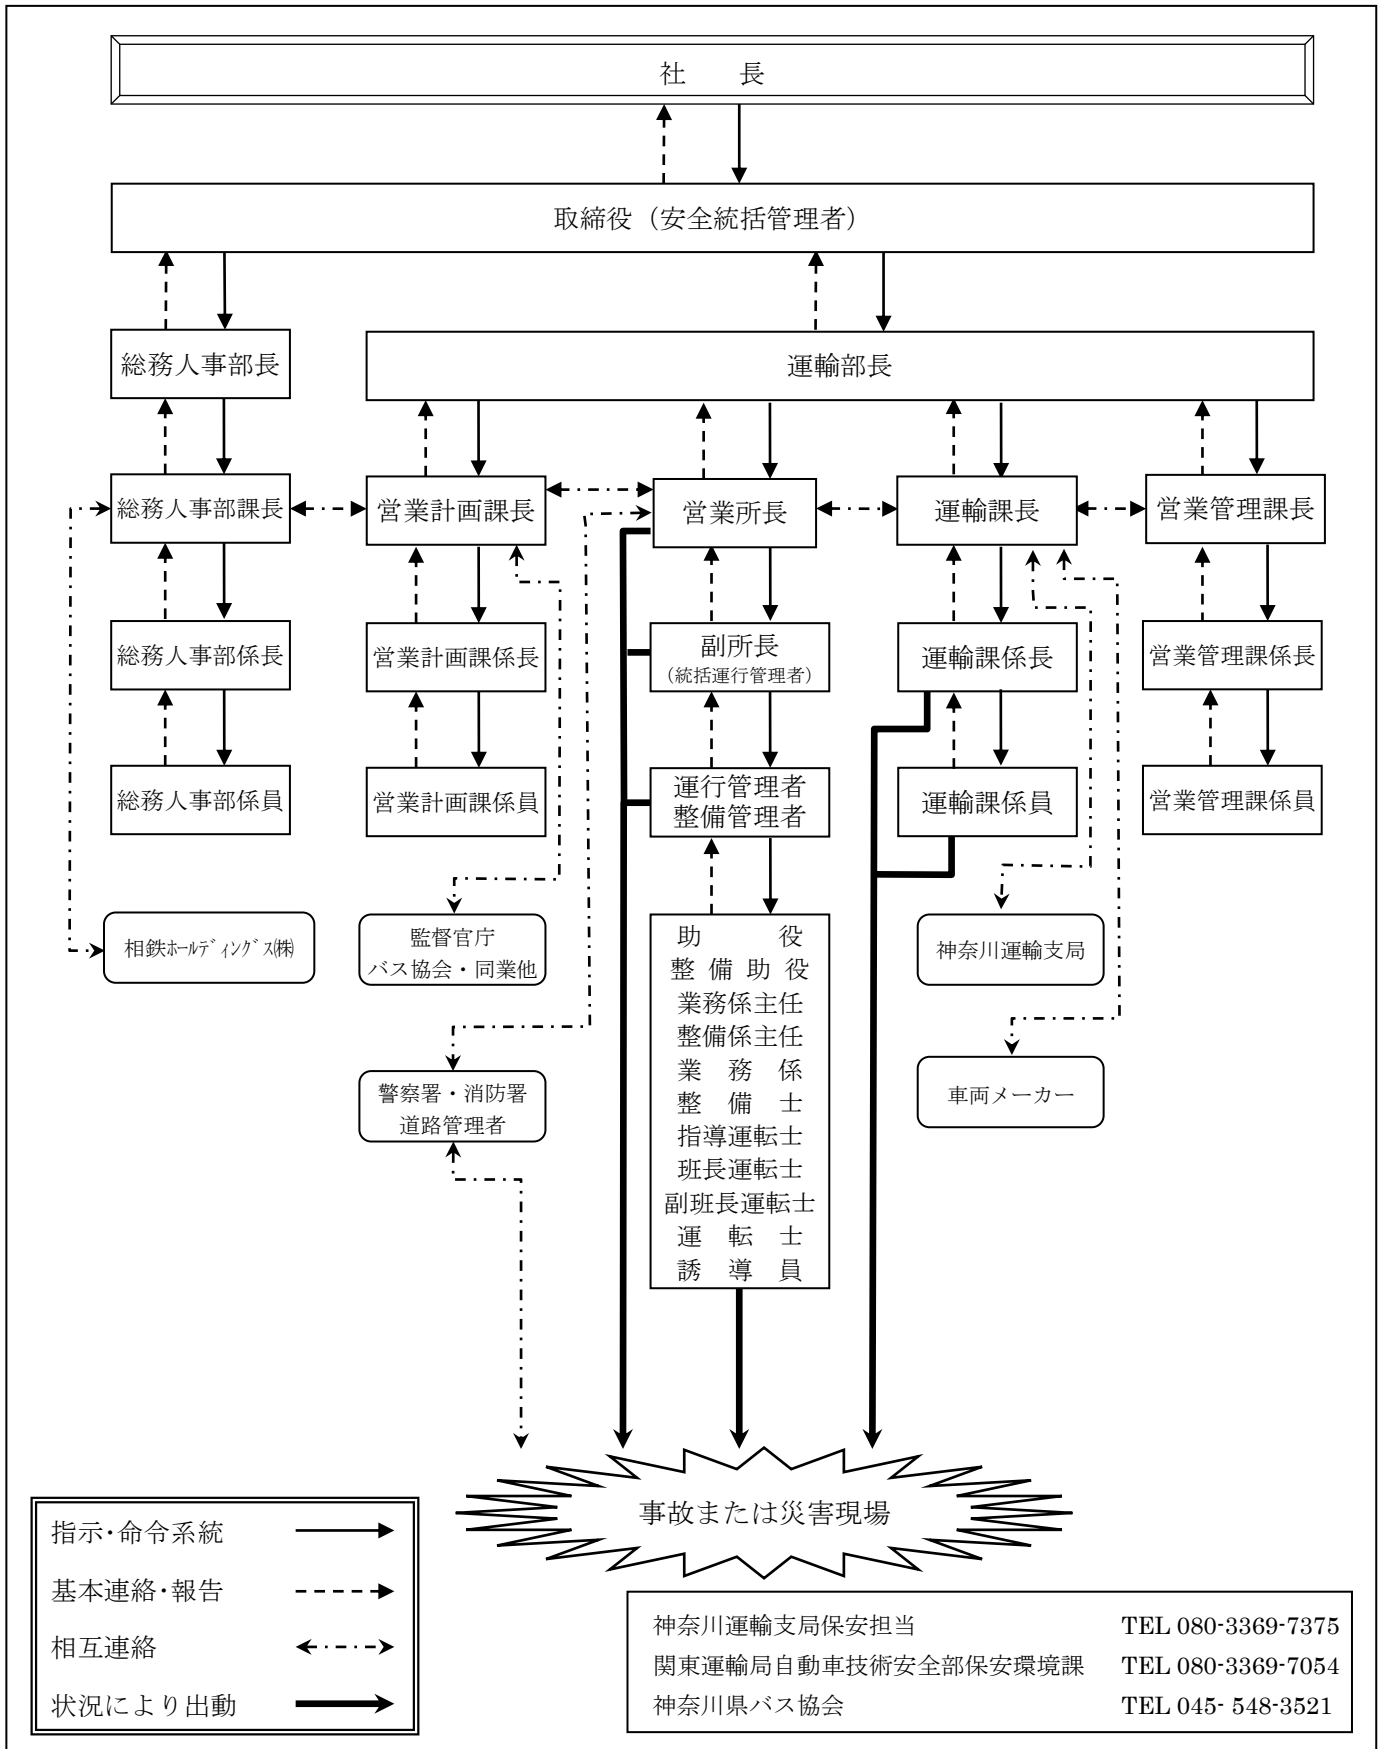 社　長
取締役（安全統括管理者）
総務人事部長
運輸部長
総務人事部課長
営業計画課長
営業所長
運輸課長
営業管理課長
総務人事部係長
営業計画課係長
副所長
（統括運行管理者）
運輸課係長
営業管理課係長
総務人事部係員
営業計画課係員
運行管理者
整備管理者
運輸課係員
営業管理課係員
相鉄ﾎｰﾙﾃﾞｨﾝｸﾞｽ㈱
監督官庁
バス協会・同業他
助　　役
整備助役
業務係主任
整備係主任
業　務　係
整　備　士
指導運転士
班長運転士
副班長運転士
運　転　士
誘　導　員
神奈川運輸支局
警察署・消防署
道路管理者
車両メーカー
事故または災害現場
指示･命令系統
基本連絡･報告
相互連絡
状況により出動
神奈川運輸支局保安担当　TEL 080-3369-7375
関東運輸局自動車技術安全部保安環境課　TEL 080-3369-7054
神奈川県バス協会　TEL 045- 548-3521